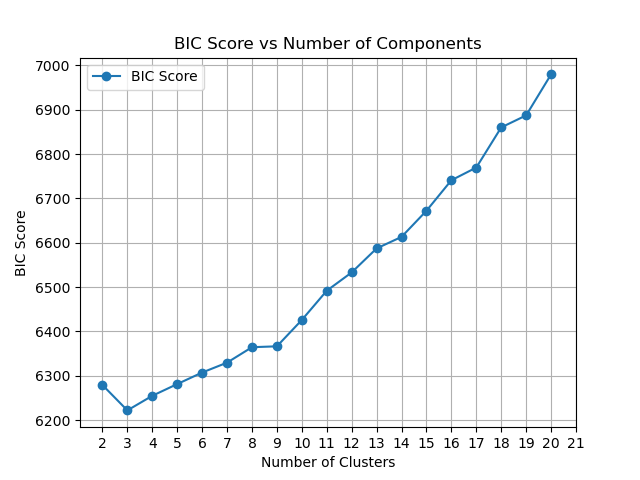 BIC Score vs Number of Components
BIC Score
7000
6900
6800
6700
6600
6500
6400
6300
6200
BIC Score
2 3 4 5 6 7 8 9 10 11 12 13 14 15 16 17 18 19 20 21
Number of Clusters